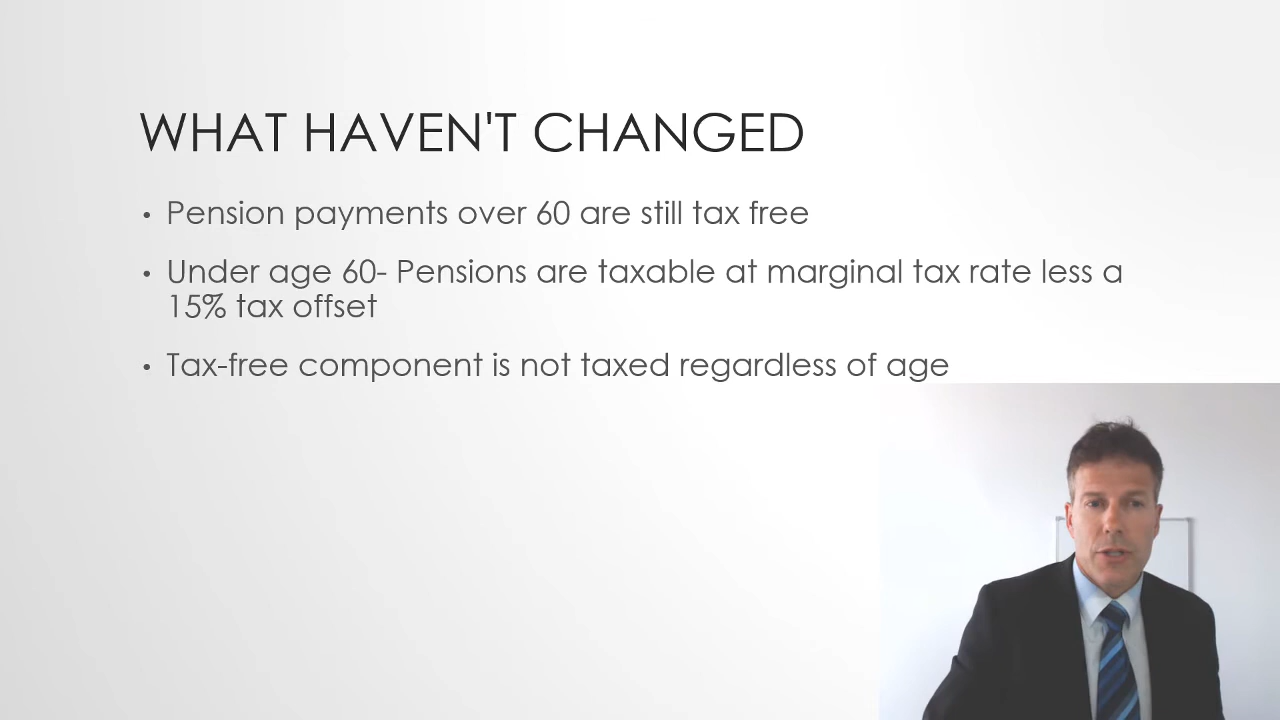 WHAT HAVEN'T CHANGED
• Pension payments over 60 are still tax free
• Under age 60- Pensions are taxable at marginal tax rate less a
15% tax offset
• Tax-free component is not taxed regardless of age